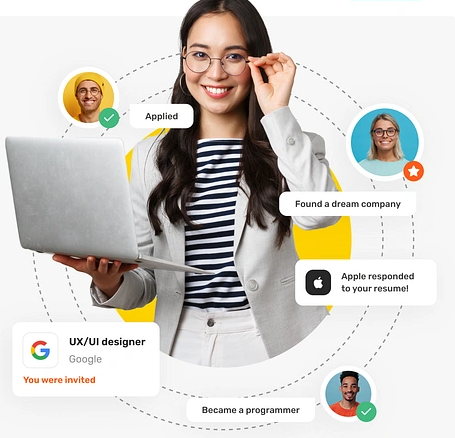 Applied
Found a dream company
Apple responded
to your resume!
UX/UI designer
Google
You were invited
Became a programmer